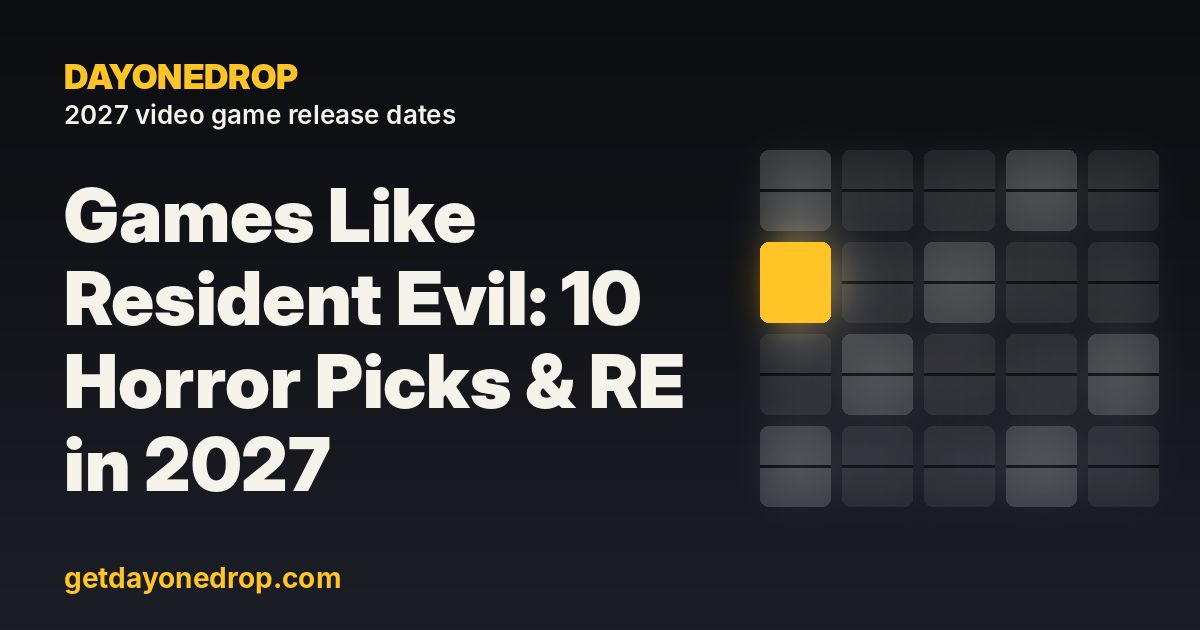 DAYONEDROP
2027 video game release dates
Games Like
Resident Evil: 10
Horror Picks & RE
in 2027
getdayonedrop.com